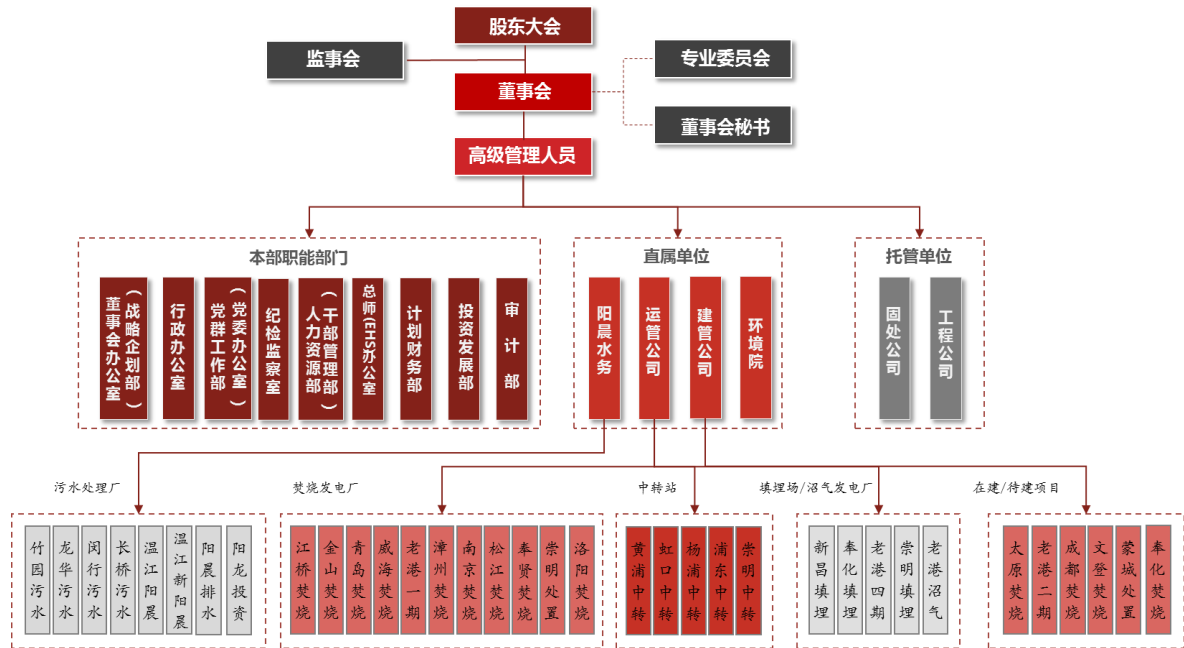 股东大会
监事会
专业委员会
董事会
董事会秘书
高级管理人员
本部职能部门
直属单位
托管单位
董事会办公室
(战略企划部)
行政办公室
党群工作部
(党委办公室)
纪检监察室
人力资源部
(干部管理部)
总师(EHS)办公室
计划财务部
投资发展部
审计部
阳晨水务
运管公司
建管公司
环境院
固处公司
工程公司
污水处理厂
焚烧发电厂
中转站
填埋场/沼气发电厂
在建/待建项目
竹园污水
龙华污水
闵行污水
长桥污水
温江阳晨
温江新阳晨
阳晨排水
阳龙投资
江桥焚烧
金山焚烧
青岛焚烧
威海焚烧
老港一期
漳州焚烧
南京焚烧
松江焚烧
奉贤焚烧
崇明处置
洛阳焚烧
黄浦中转
虹口中转
杨浦中转
浦东中转
崇明中转
新昌填埋
奉化填埋
老港四期
崇明填埋
老港沼气
太原焚烧
老港二期
成都焚烧
文登焚烧
蒙城处置
奉化焚烧